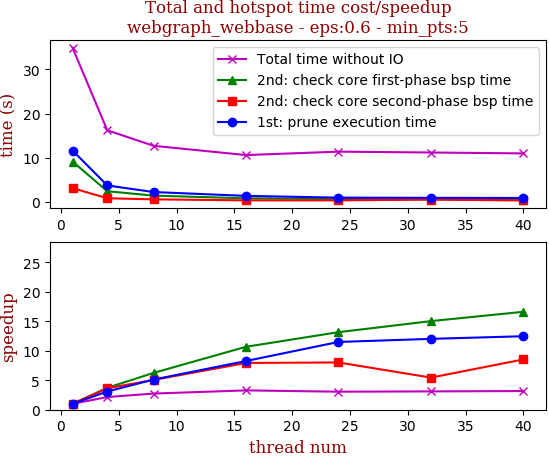 Total and hotspot time cost/speedup
webgraph_webbase - eps:0.6 - min_pts:5
time (s)
30
20
10
0
Total time without IO
2nd: check core first-phase bsp time
2nd: check core second-phase bsp time
1st: prune execution time
0 5 10 15 20 25 30 35 40
speedup
25
20
15
10
5
0
0 5 10 15 20 25 30 35 40
thread num